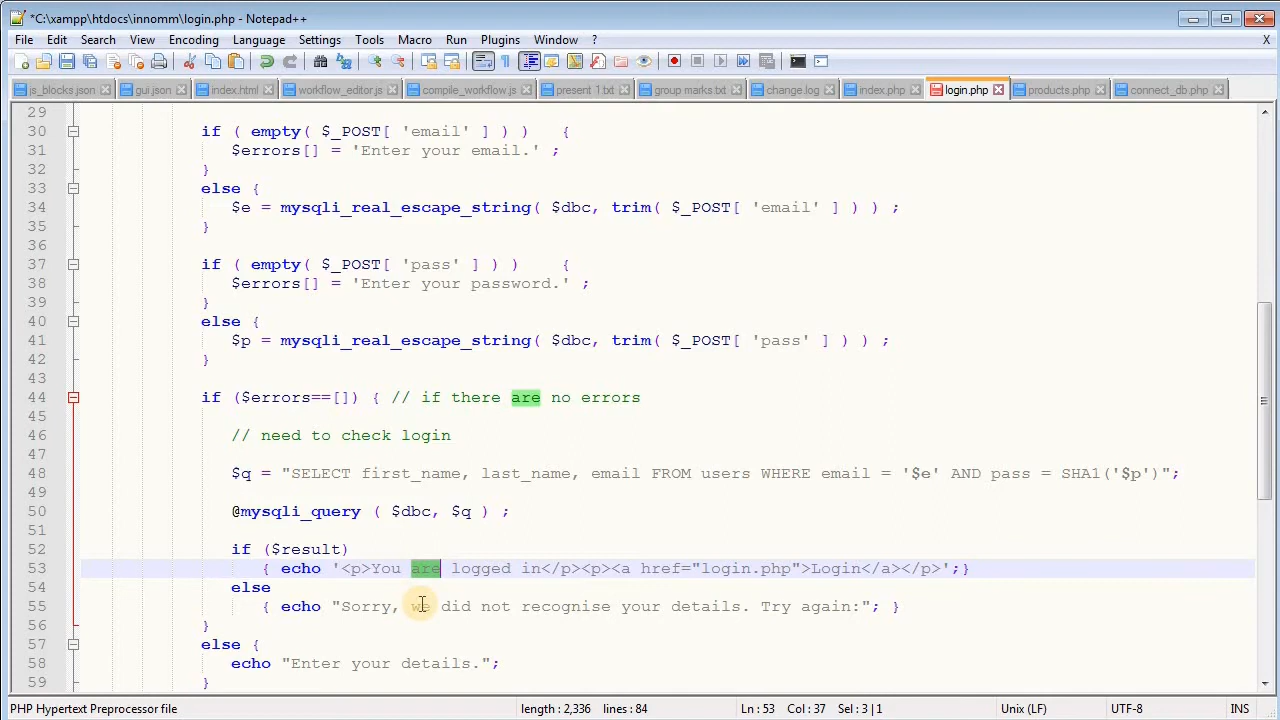 *C:\xampp\htdocs\innomm\login.php - Notepad++
File Edit Search View Encoding Language Settings Tools Macro Run Plugins Window ? X
js_blocks.json gui.json index.html workflow_editor.js compile_workflow.js present 1.txt group marks.txt change.log index.php login.php products.php connect_db.php
29
30 if ( empty( $_POST[ 'email' ] ) ) {
31 $errors[] = 'Enter your email.' ;
32 }
33 else {
34 $e = mysqli_real_escape_string( $dbc, trim( $_POST[ 'email' ] ) ) ;
35 }
36
37 if ( empty( $_POST[ 'pass' ] ) ) {
38 $errors[] = 'Enter your password.' ;
39 }
40 else {
41 $p = mysqli_real_escape_string( $dbc, trim( $_POST[ 'pass' ] ) ) ;
42 }
43
44 if ($errors==[]) { // if there are no errors
45
46 // need to check login
47
48 $q = "SELECT first_name, last_name, email FROM users WHERE email = '$e' AND pass = SHA1('$p')";
49
50 @mysqli_query ( $dbc, $q ) ;
51
52 if ($result)
53 { echo '<p>You are logged in</p><p><a href="login.php">Login</a></p>';}
54 else
55 { echo "Sorry, we did not recognise your details. Try again:"; }
56 }
57 else {
58 echo "Enter your details.";
59 }
PHP Hypertext Preprocessor file length : 2,336 lines : 84 Ln : 53 Col : 37 Sel : 3 | 1 Unix (LF) UTF-8 INS